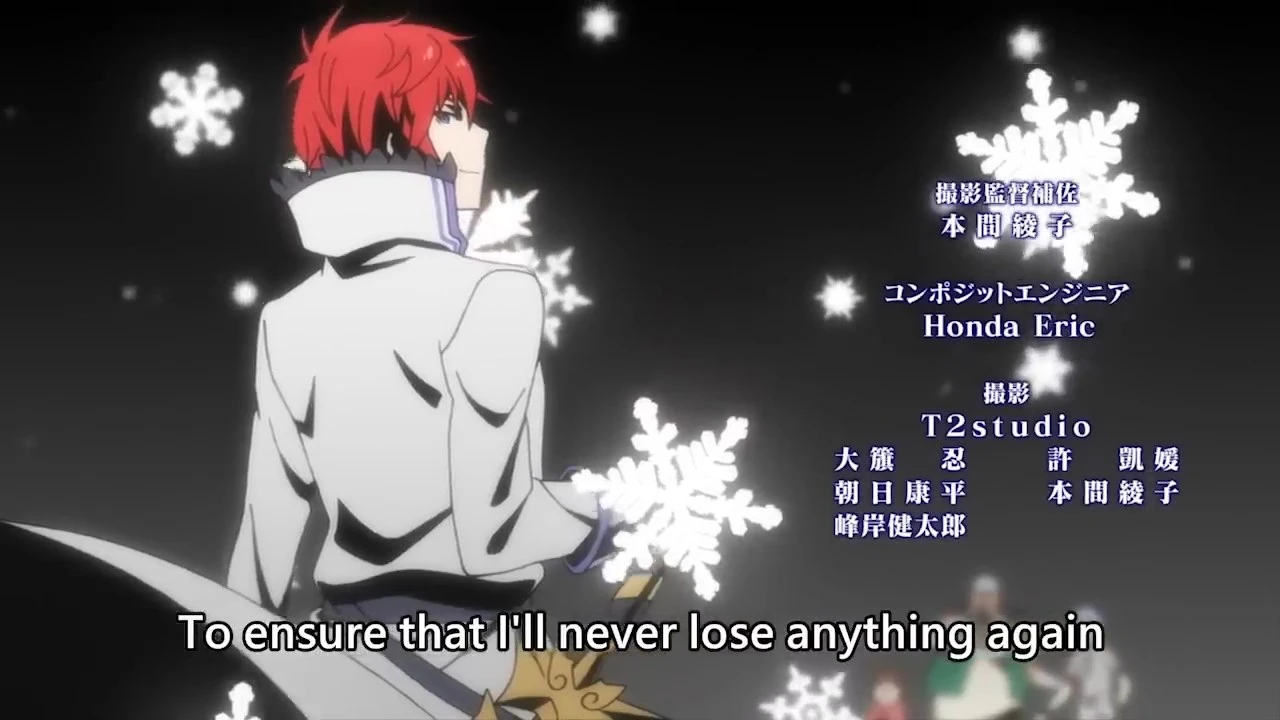 撮影監督補佐
本間綾子
コンポジットエンジニア
Honda Eric
撮影
T2studio
大籏 忍 許 凱媛
朝日康平 本間綾子
峰岸健太郎
To ensure that I'll never lose anything again